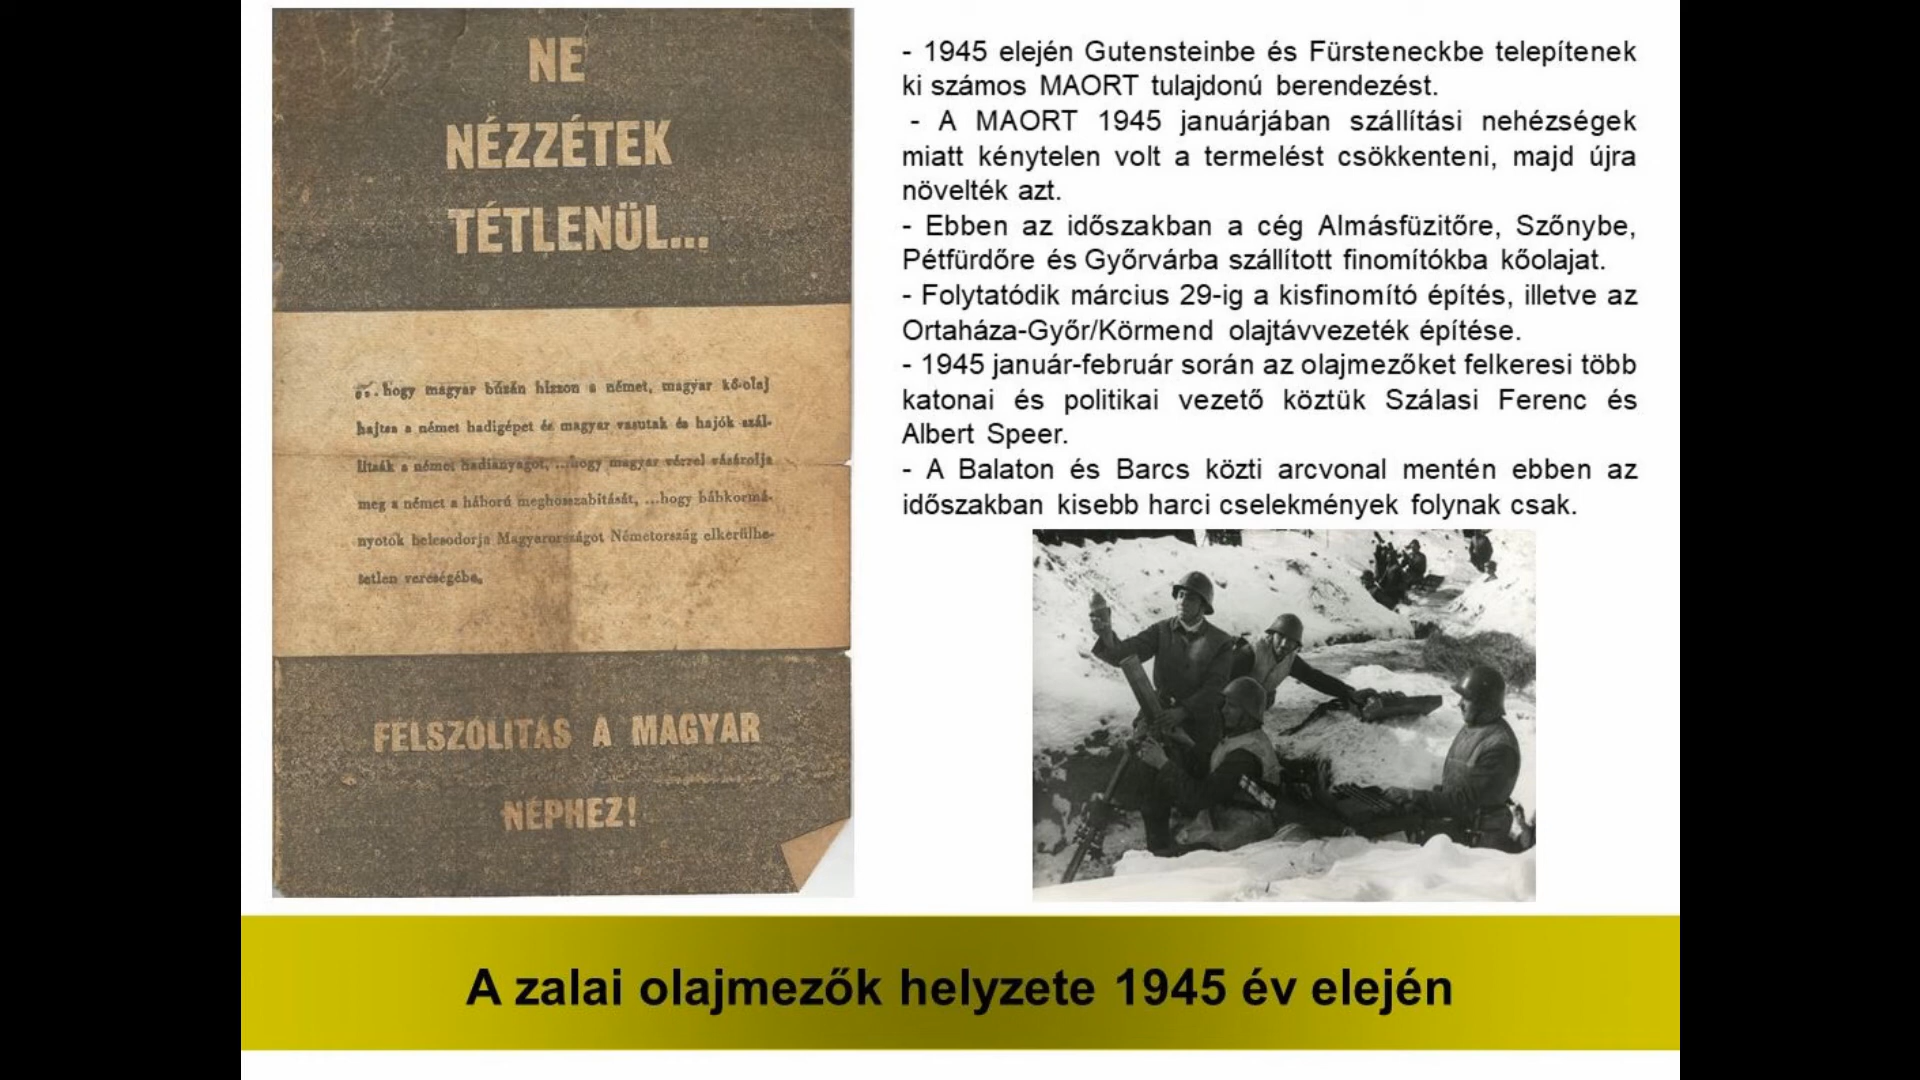 NE
NÉZZÉTEK
TÉTLENÜL...
hogy magyar búzán hízzon a német, magyar kőolaj
hajtsa a német hadigépet és magyar vasutak és hajók szál-
lítsák a német hadianyagot, ...hogy magyar vérrel vásárolja
meg a német a háború meghosszabítását, ...hogy bábkormá-
nyotok belesodorja Magyarországot Németország elkerülhe-
tetlen vereségébe.
FELSZÓLITÁS A MAGYAR
NÉPHEZ!
- 1945 elején Gutensteinbe és Fürsteneckbe telepítenek
ki számos MAORT tulajdonú berendezést.
- A MAORT 1945 januárjában szállítási nehézségek
miatt kénytelen volt a termelést csökkenteni, majd újra
növelték azt.
- Ebben az időszakban a cég Almásfüzitőre, Szőnybe,
Pétfürdőre és Győrvárba szállított finomítókba kőolajat.
- Folytatódik március 29-ig a kisfinomító építés, illetve az
Ortaháza-Győr/Körmend olajtávvezeték építése.
- 1945 január-február során az olajmezőket felkeresi több
katonai és politikai vezető köztük Szálasi Ferenc és
Albert Speer.
- A Balaton és Barcs közti arcvonal mentén ebben az
időszakban kisebb harci cselekmények folynak csak.
A zalai olajmezők helyzete 1945 év elején